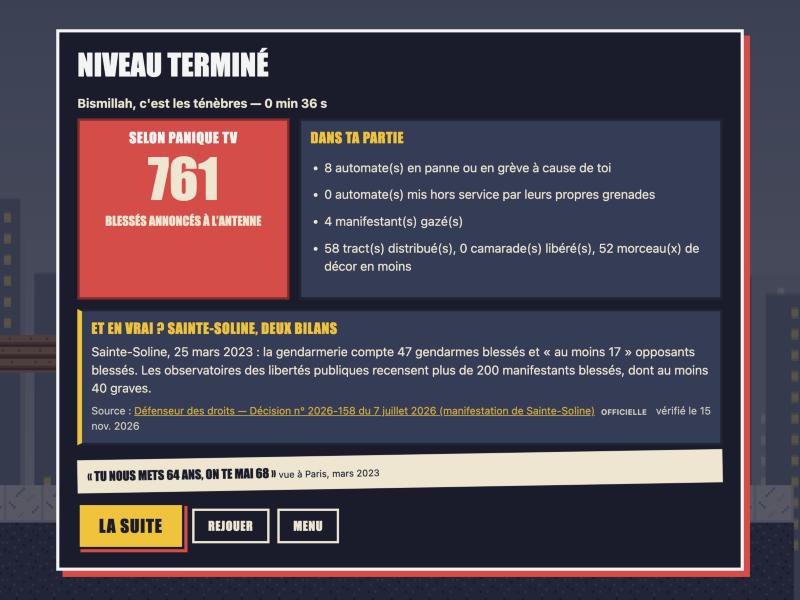 NIVEAU TERMINÉ
Bismillah, c'est les ténèbres — 0 min 36 s
SELON PANIQUE TV
761
BLESSÉS ANNONCÉS À L'ANTENNE
DANS TA PARTIE
• 8 automate(s) en panne ou en grève à cause de toi
• 0 automate(s) mis hors service par leurs propres grenades
• 4 manifestant(s) gazé(s)
• 58 tract(s) distribué(s), 0 camarade(s) libéré(s), 52 morceau(x) de
décor en moins
ET EN VRAI ? SAINTE-SOLINE, DEUX BILANS
Sainte-Soline, 25 mars 2023 : la gendarmerie compte 47 gendarmes blessés et « au moins 17 » opposants
blessés. Les observatoires des libertés publiques recensent plus de 200 manifestants blessés, dont au moins
40 graves.
Source : Défenseur des droits — Décision n° 2026-158 du 7 juillet 2026 (manifestation de Sainte-Soline) OFFICIELLE vérifié le 15
nov. 2026
« TU NOUS METS 64 ANS, ON TE MAI 68 » vue à Paris, mars 2023
LA SUITE
REJOUER
MENU